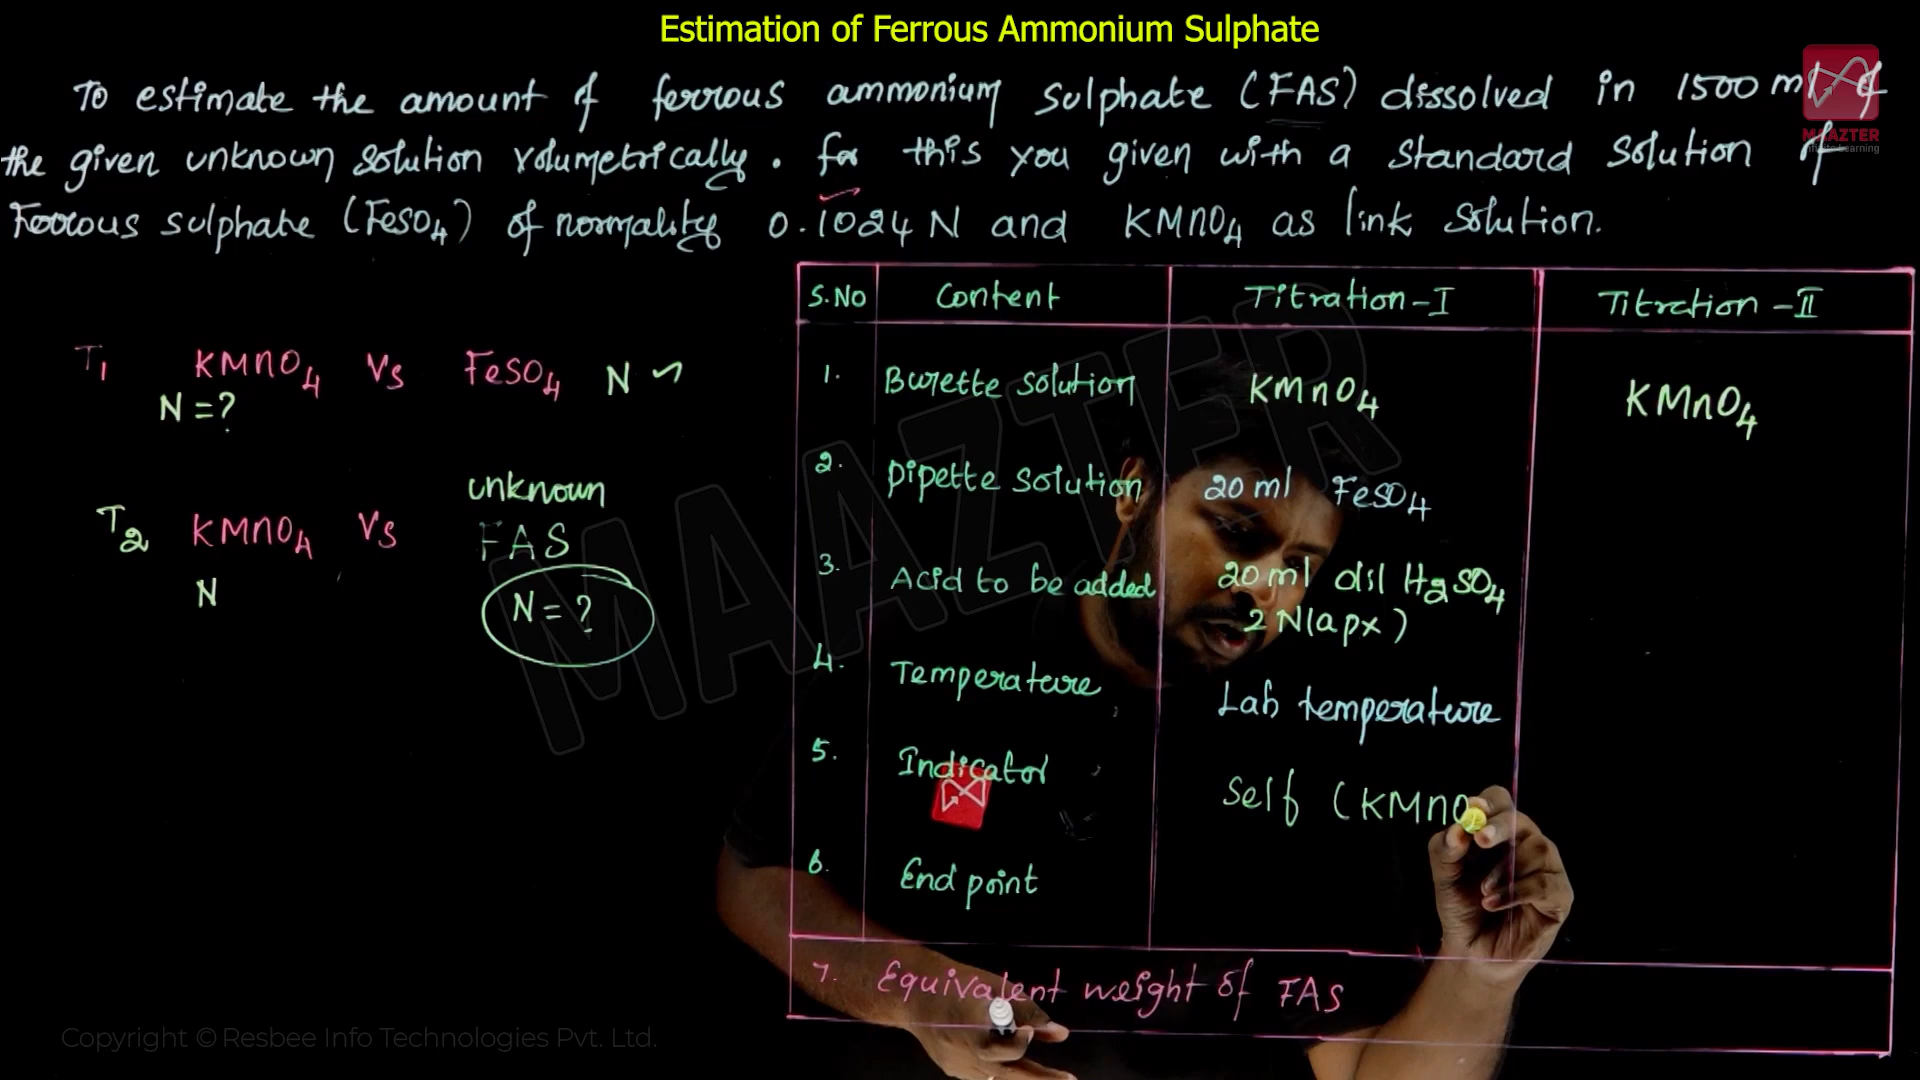 Estimation of Ferrous Ammonium Sulphate
To estimate the amount of ferrous ammonium sulphate (FAS) dissolved in 1500 ml of
the given unknown solution volumetrically. for this you given with a standard solution of
Ferrous sulphate (FeSO4) of normality 0.1024 N and KMnO4 as link solution.
MAAZTER
Infinite Learning
S.No Content Titration-I Titration-II
T1 KMnO4 Vs FeSO4 N
N=?
unknown
T2 KMnO4 Vs FAS
N N=?
1. Burette solution KMnO4 KMnO4
2. Pipette solution 20 ml FeSO4
3. Acid to be added 20 ml dil H2SO4
2 N(apx)
4. Temperature Lab temperature
5. Indicator Self (KMnO
6. End point
7. Equivalent weight of FAS
MAAZTER
Copyright © Resbee Info Technologies Pvt. Ltd.